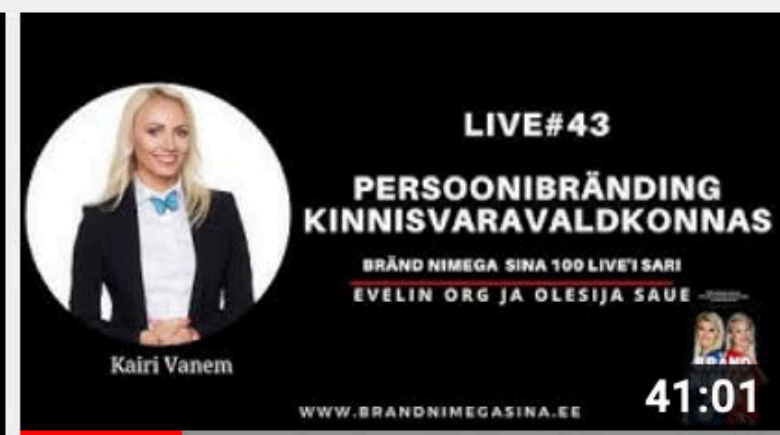 LIVE#43
PERSOONIBRÄNDING
KINNISVARAVALDKONNAS
BRÄND NIMEGA SINA 100 LIVE'I SARI
EVELIN ORG JA OLESIJA SAUE
Kairi Vanem
BRAND
WWW.BRANDNIMEGASINA.EE
41:01